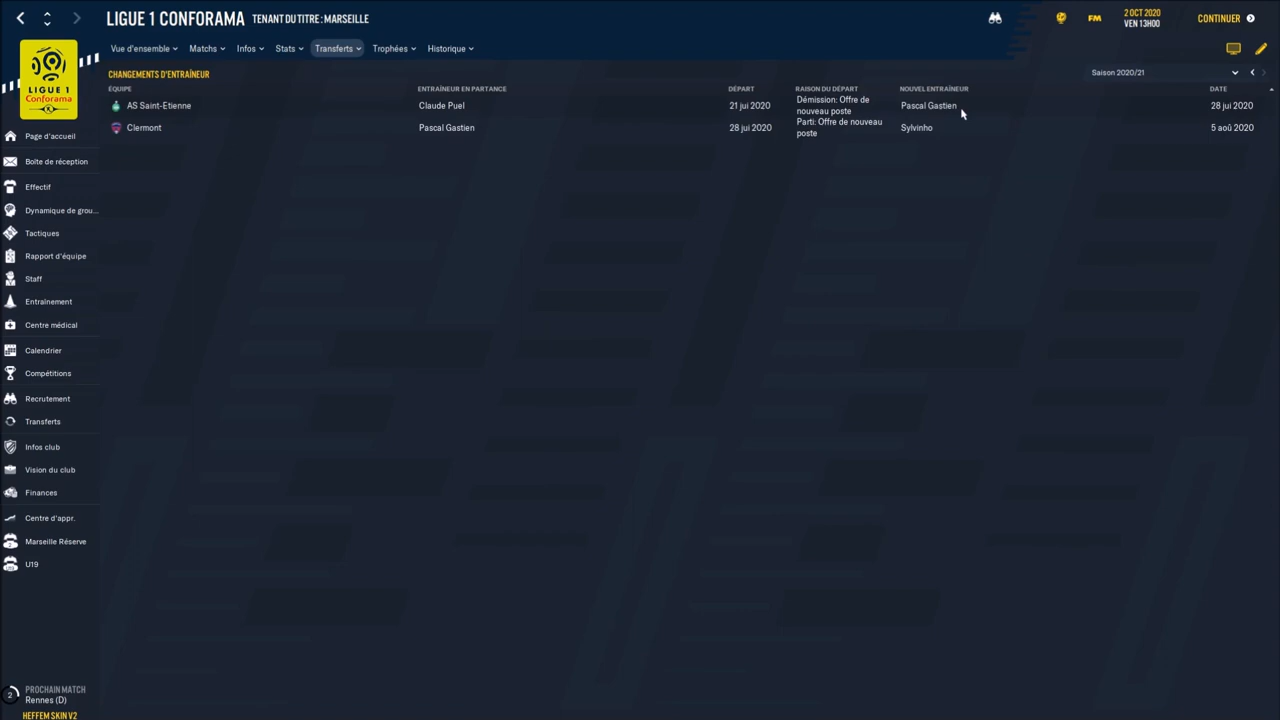 LIGUE 1 CONFORAMA TENANT DU TITRE : MARSEILLE
2 OCT 2020
VEN 13H00
FM
CONTINUER
Vue d'ensemble Matchs Infos Stats Transferts Trophées Historique
LIGUE 1
Conforama
CHANGEMENTS D'ENTRAÎNEUR
Saison 2020/21
ÉQUIPE ENTRAÎNEUR EN PARTANCE DÉPART RAISON DU DÉPART NOUVEL ENTRAÎNEUR DATE
AS Saint-Etienne Claude Puel 21 jui 2020 Démission: Offre de nouveau poste Pascal Gastien 28 jui 2020
Clermont Pascal Gastien 28 jui 2020 Parti: Offre de nouveau poste Sylvinho 5 aoû 2020
Page d'accueil
Boîte de réception
Effectif
Dynamique de grou...
Tactiques
Rapport d'équipe
Staff
Entraînement
Centre médical
Calendrier
Compétitions
Recrutement
Transferts
Infos club
Vision du club
Finances
Centre d'appr.
Marseille Réserve
U19
2
PROCHAIN MATCH
Rennes (D)
HEFFEM SKIN V2